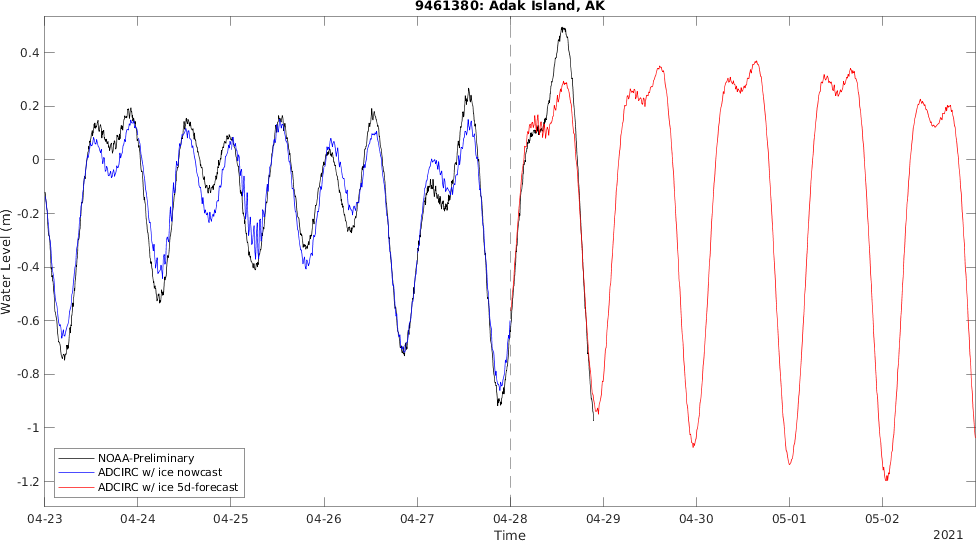 9461380: Adak Island, AK
0.4
0.2
0
-0.2
-0.4
-0.6
-0.8
-1
-1.2
Water Level (m)
NOAA-Preliminary
ADCIRC w/ ice nowcast
ADCIRC w/ ice 5d-forecast
04-23 04-24 04-25 04-26 04-27 04-28 04-29 04-30 05-01 05-02
Time
2021